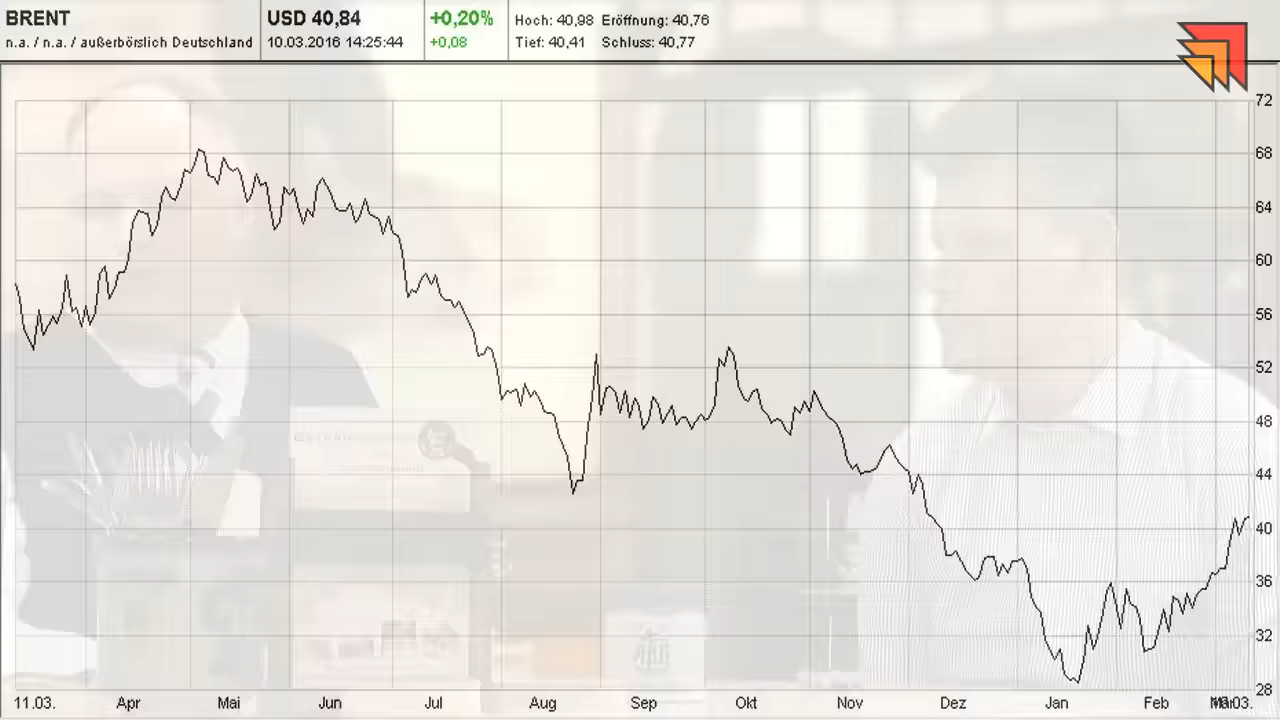 BRENT
n.a. / n.a. / außerbörslich Deutschland
USD 40,84
10.03.2016 14:25:44
+0,20%
+0,08
Hoch: 40,98 Eröffnung: 40,76
Tief: 40,41 Schluss: 40,77
72
68
64
60
56
52
48
44
40
36
32
28
11.03. Apr Mai Jun Jul Aug Sep Okt Nov Dez Jan Feb